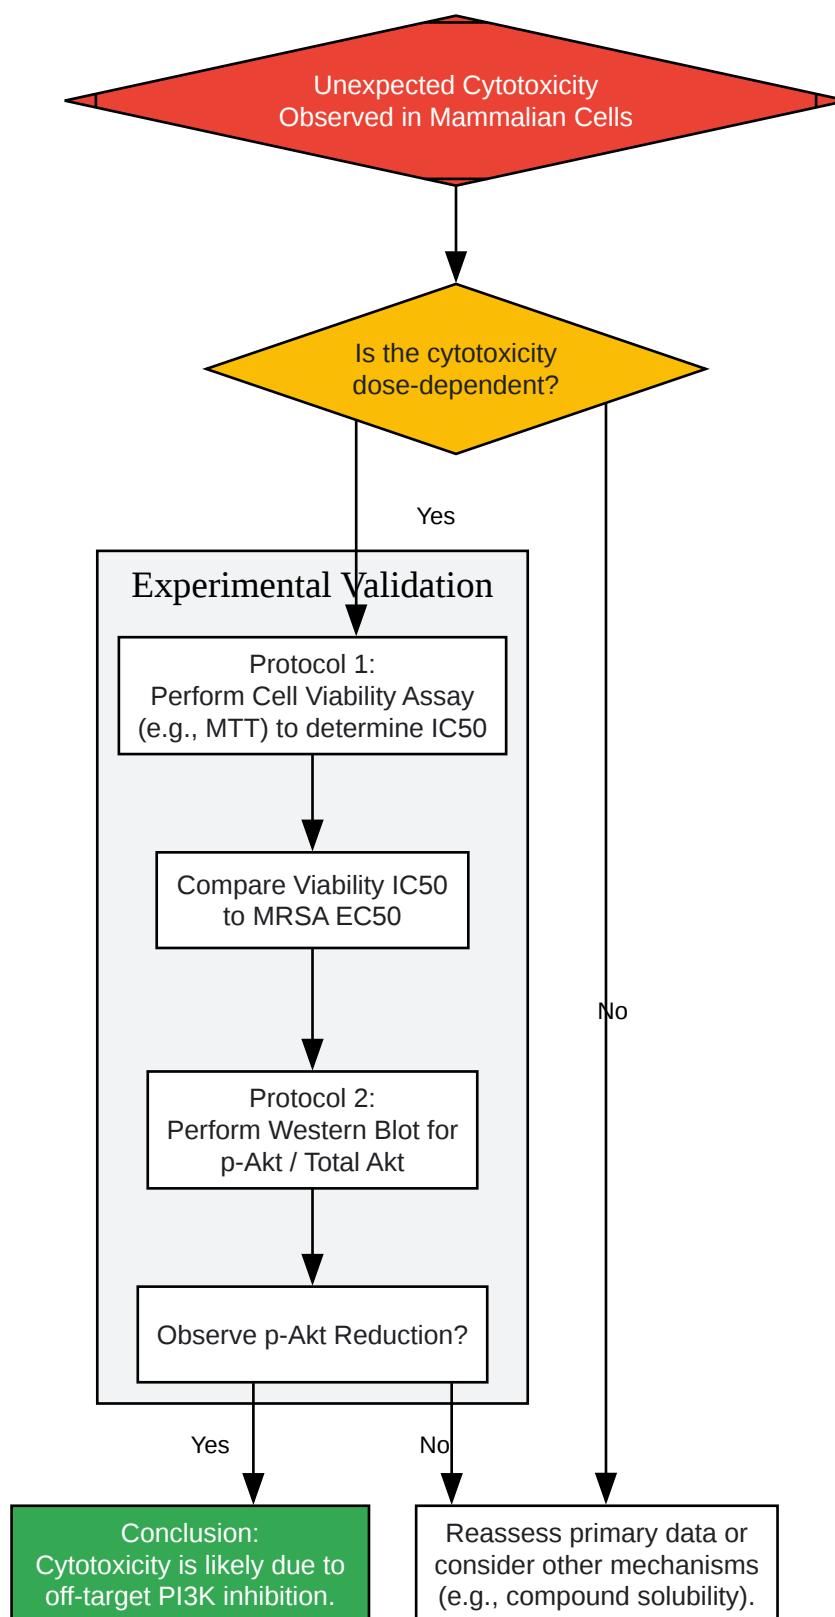 Unexpected Cytotoxicity
Observed in Mammalian Cells
Is the cytotoxicity
dose-dependent?
Yes
Experimental Validation
Protocol 1:
Perform Cell Viability Assay
(e.g., MTT) to determine IC50
Compare Viability IC50
to MRSA EC50
No
Protocol 2:
Perform Western Blot for
p-Akt / Total Akt
Observe p-Akt Reduction?
Yes
No
Conclusion:
Cytotoxicity is likely due to
off-target PI3K inhibition.
Reassess primary data or
consider other mechanisms
(e.g., compound solubility).